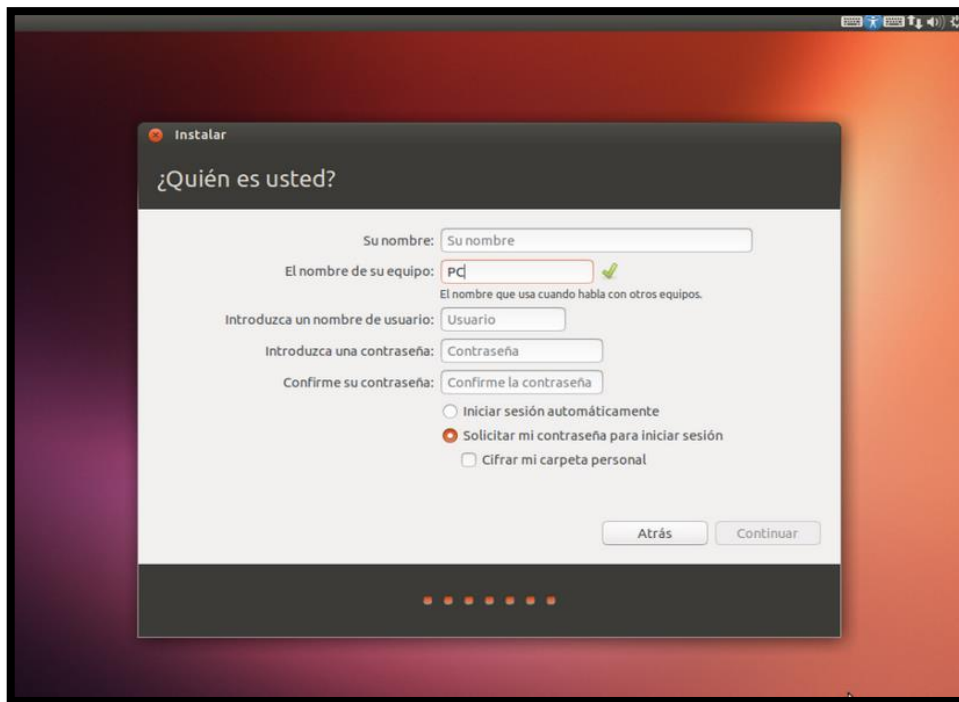 Instalar
¿Quién es usted?
Su nombre: Su nombre
El nombre de su equipo: PC
El nombre que usa cuando habla con otros equipos.
Introduzca un nombre de usuario: Usuario
Introduzca una contraseña: Contraseña
Confirme su contraseña: Confirme la contraseña
Iniciar sesión automáticamente
Solicitar mi contraseña para iniciar sesión
Cifrar mi carpeta personal
Atrás Continuar